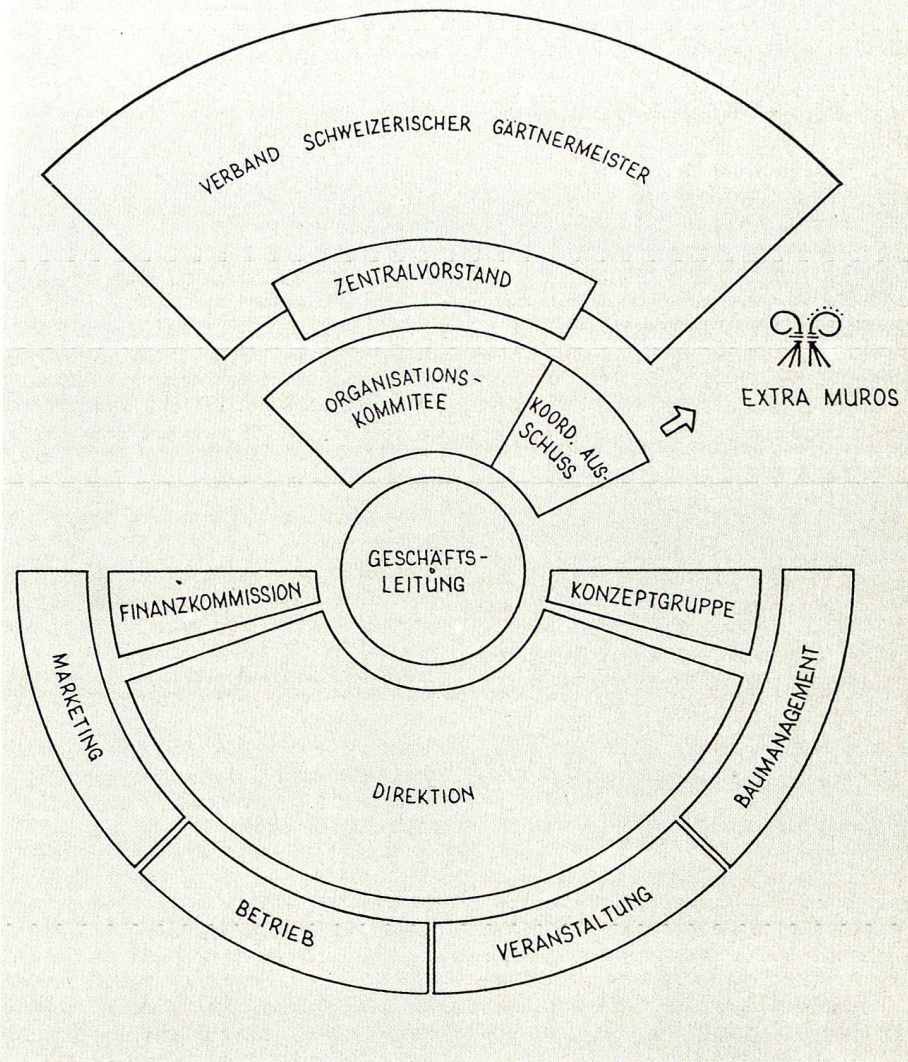 VERBAND SCHWEIZERISCHER GÄRTNERMEISTER
ZENTRALVORSTAND
ORGANISATIONS-
KOMMITEE
KOORD. AUS-
SCHUSS
EXTRA MUROS
GESCHÄFTS-
LEITUNG
FINANZKOMMISSION
KONZEPTGRUPPE
MARKETING
BAUMANAGEMENT
DIREKTION
BETRIEB
VERANSTALTUNG